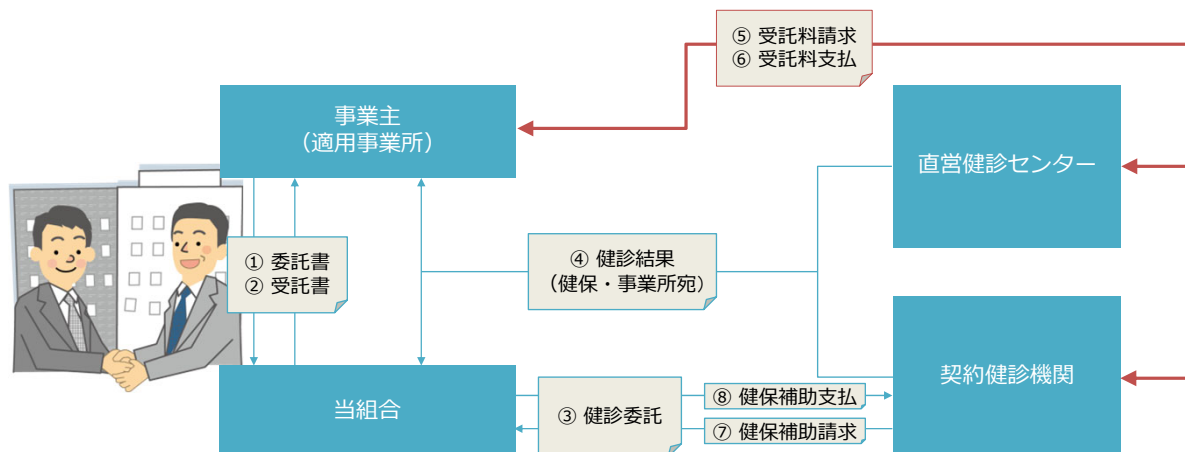 ⑤ 受託料請求
⑥ 受託料支払
事業主
（適用事業所）
直営健診センター
① 委託書
② 受託書
④ 健診結果
（健保・事業所宛）
当組合
③ 健診委託
⑧ 健保補助支払
⑦ 健保補助請求
契約健診機関